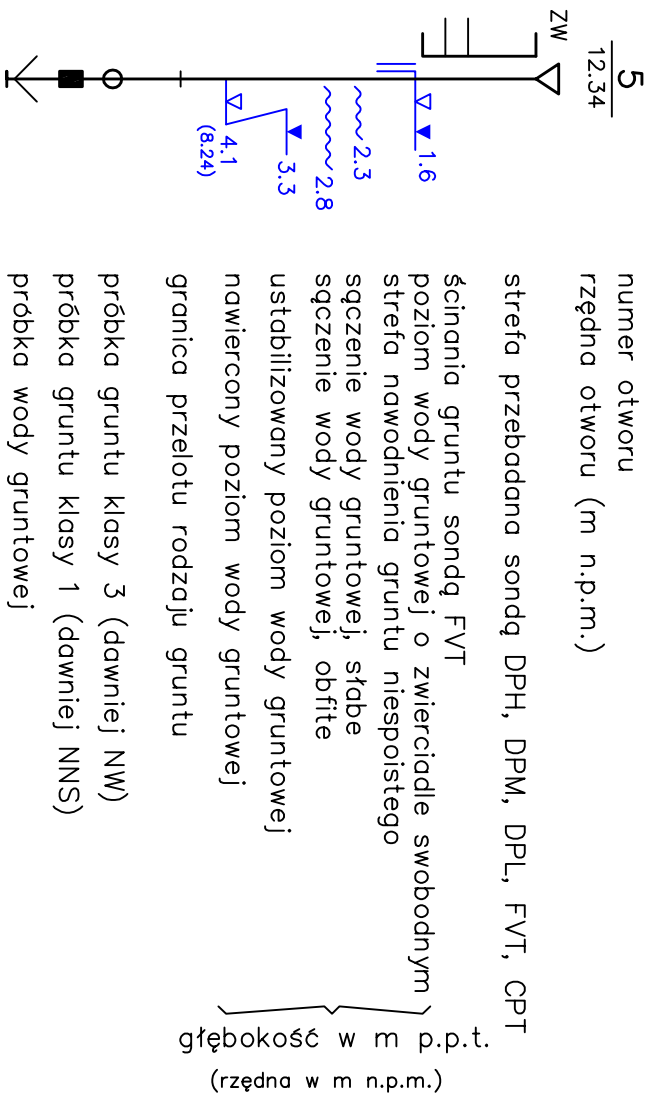 5
12.34
ZW
1.6
2.3
2.8
3.3
4.1
(8.24)
numer otworu
rzędna otworu (m n.p.m.)
strefa przebadana sondą DPH, DPM, DPL, FVT, CPT
ścinania gruntu sondą FVT
poziom wody gruntowej o zwierciadle swobodnym
strefa nawodnienia gruntu niespoistego
sączenie wody gruntowej, słabe
sączenie wody gruntowej, obfite
ustabilizowany poziom wody gruntowej
nawiercony poziom wody gruntowej
granica przelotu rodzaju gruntu
próbka gruntu klasy 3 (dawniej NW)
próbka gruntu klasy 1 (dawniej NNS)
próbka wody gruntowej
głębokość w m p.p.t.
(rzędna w m n.p.m.)